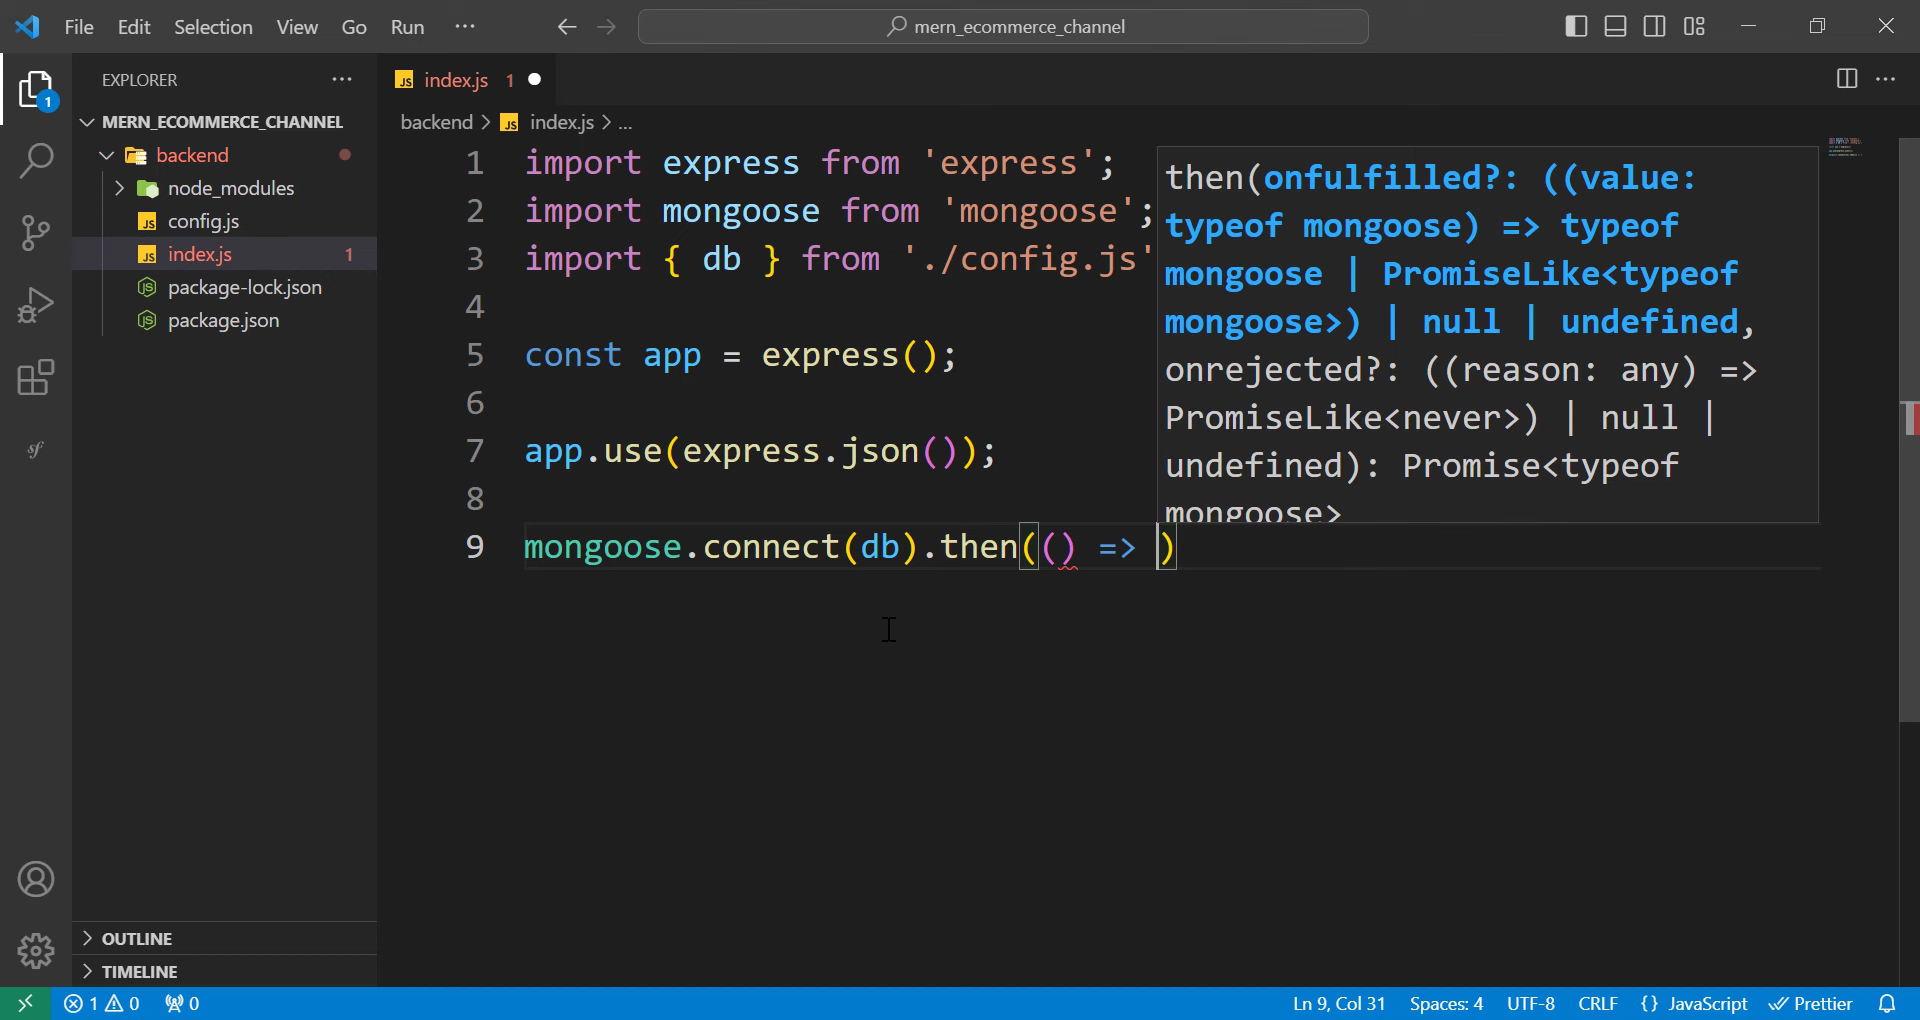 File Edit Selection View Go Run ··· mern_ecommerce_channel
EXPLORER ···
MERN_ECOMMERCE_CHANNEL
backend
node_modules
config.js
index.js 1
package-lock.json
package.json
OUTLINE
TIMELINE
1
sf
JS index.js 1
backend > JS index.js > ...
1 import express from 'express';
2 import mongoose from 'mongoose';
3 import { db } from './config.js'
4
5 const app = express();
6
7 app.use(express.json());
8
9 mongoose.connect(db).then(() => )
then(onfulfilled?: ((value:
typeof mongoose) => typeof
mongoose | PromiseLike<typeof
mongoose>) | null | undefined,
onrejected?: ((reason: any) =>
PromiseLike<never>) | null |
undefined): Promise<typeof
mongoose>
1 0 0 Ln 9, Col 31 Spaces: 4 UTF-8 CRLF {} JavaScript Prettier